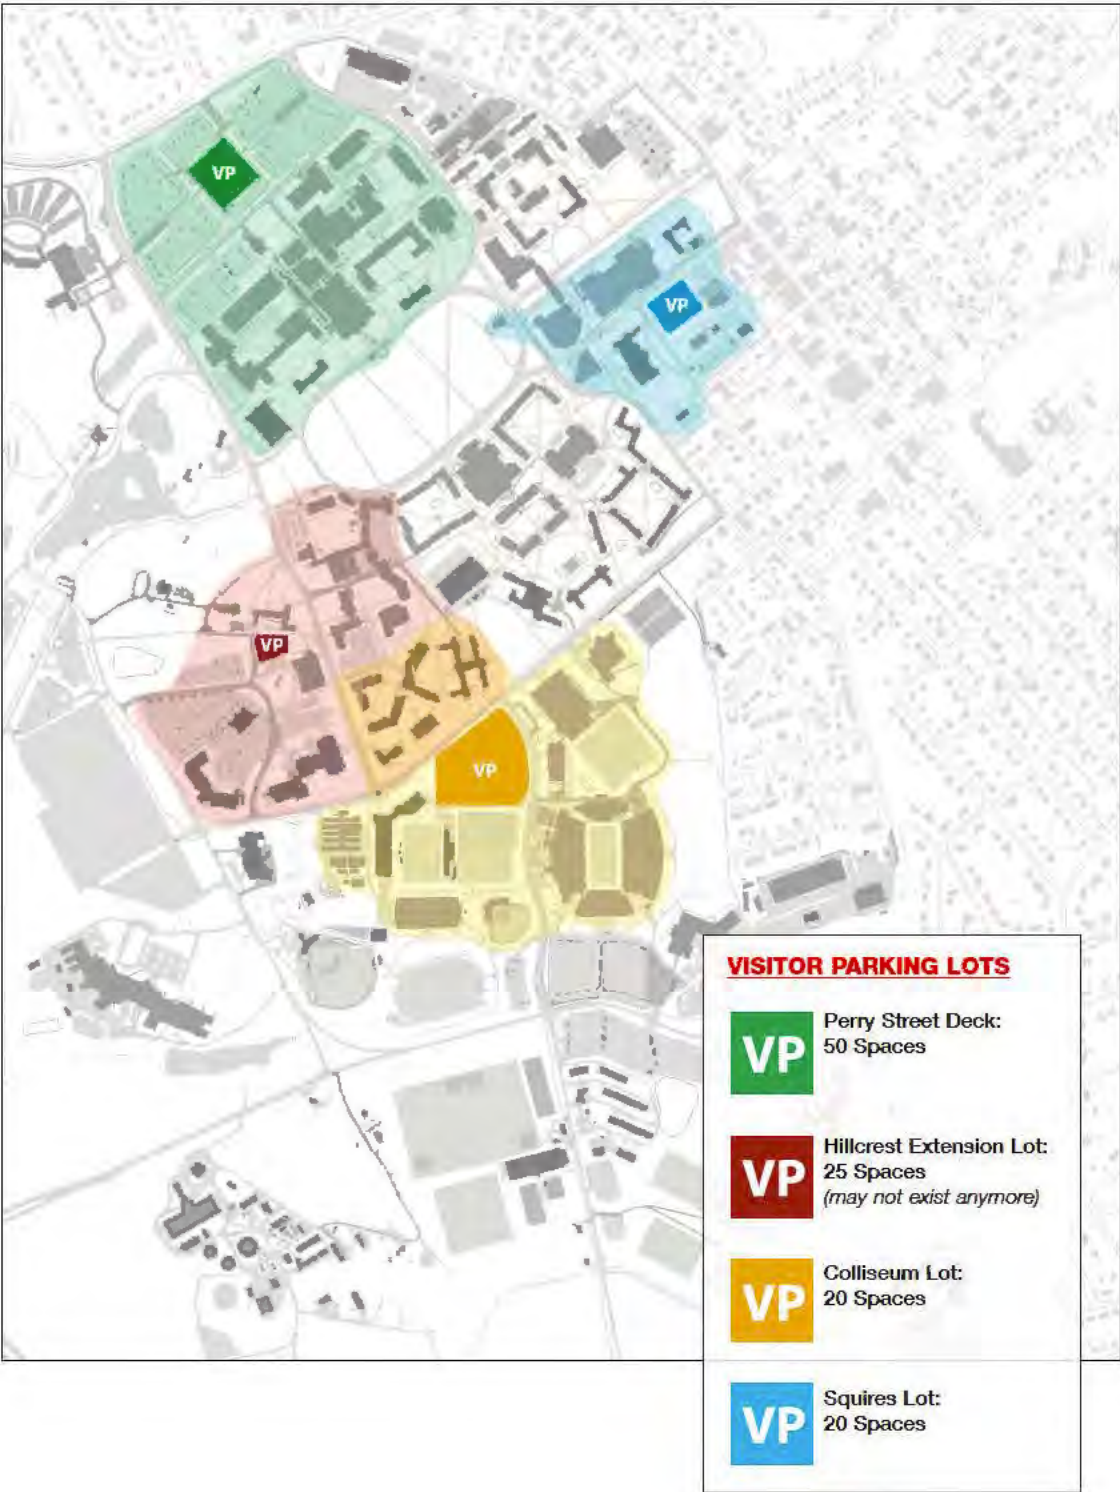 VP
VP
VP
VP
VISITOR PARKING LOTS
VP
Perry Street Deck:
50 Spaces
VP
Hillcrest Extension Lot:
25 Spaces
(may not exist anymore)
VP
Colliseum Lot:
20 Spaces
VP
Squires Lot:
20 Spaces